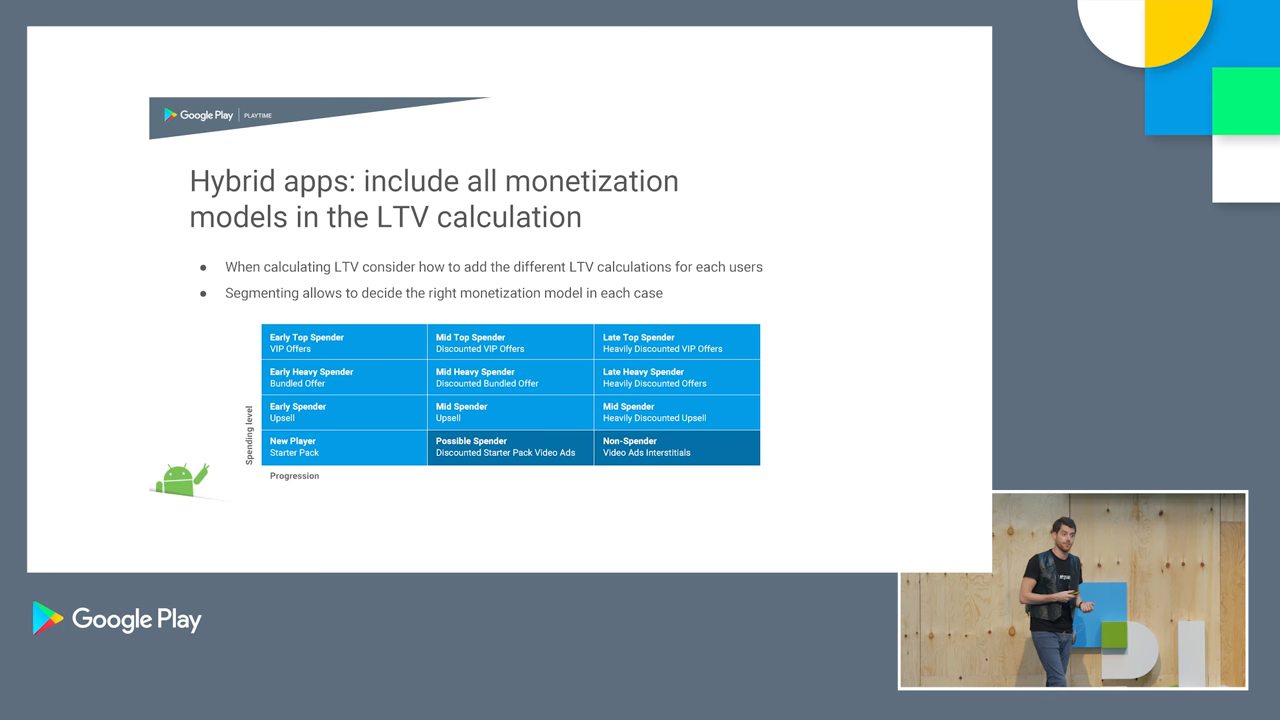 Google Play | PLAYTIME
Hybrid apps: include all monetization
models in the LTV calculation
● When calculating LTV consider how to add the different LTV calculations for each users
● Segmenting allows to decide the right monetization model in each case
Early Top Spender
VIP Offers
Mid Top Spender
Discounted VIP Offers
Late Top Spender
Heavily Discounted VIP Offers
Early Heavy Spender
Bundled Offer
Mid Heavy Spender
Discounted Bundled Offer
Late Heavy Spender
Heavily Discounted Offers
Early Spender
Upsell
Mid Spender
Upsell
Mid Spender
Heavily Discounted Upsell
New Player
Starter Pack
Possible Spender
Discounted Starter Pack Video Ads
Non-Spender
Video Ads Interstitials
Spending level
Progression
Google Play